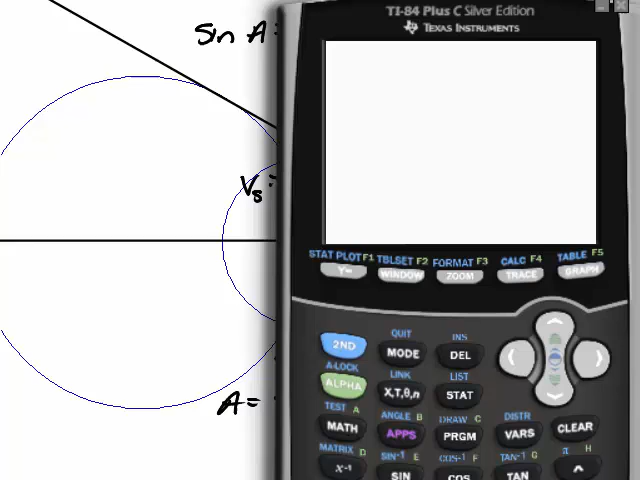 TI-84 Plus C Silver Edition
TEXAS INSTRUMENTS
Sin A =
V8 =
A =
STAT PLOT F1 TBLSET F2 FORMAT F3 CALC F4 TABLE F5
Y= WINDOW ZOOM TRACE GRAPH
QUIT INS
2ND MODE DEL
A-LOCK LINK LIST
ALPHA X,T,θ,n STAT
TEST A ANGLE B DRAW C DISTR
MATH APPS PRGM VARS CLEAR
MATRIX D SIN⁻¹ E COS⁻¹ F TAN⁻¹ G π H
X⁻¹ SIN COS TAN ^